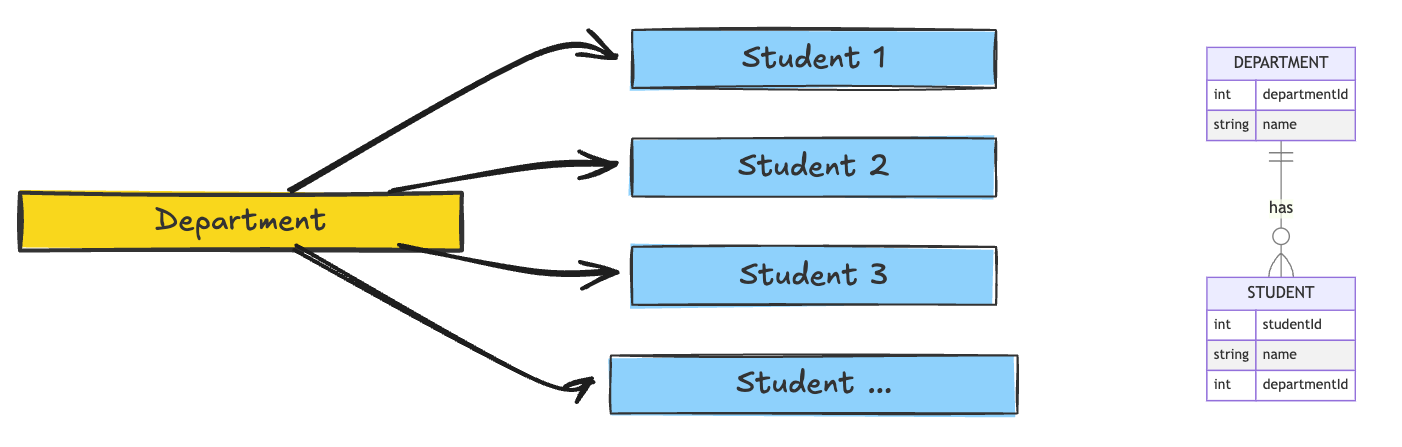 Department
Student 1
Student 2
Student 3
Student ...
DEPARTMENT
int departmentId
string name
has
STUDENT
int studentId
string name
int departmentId